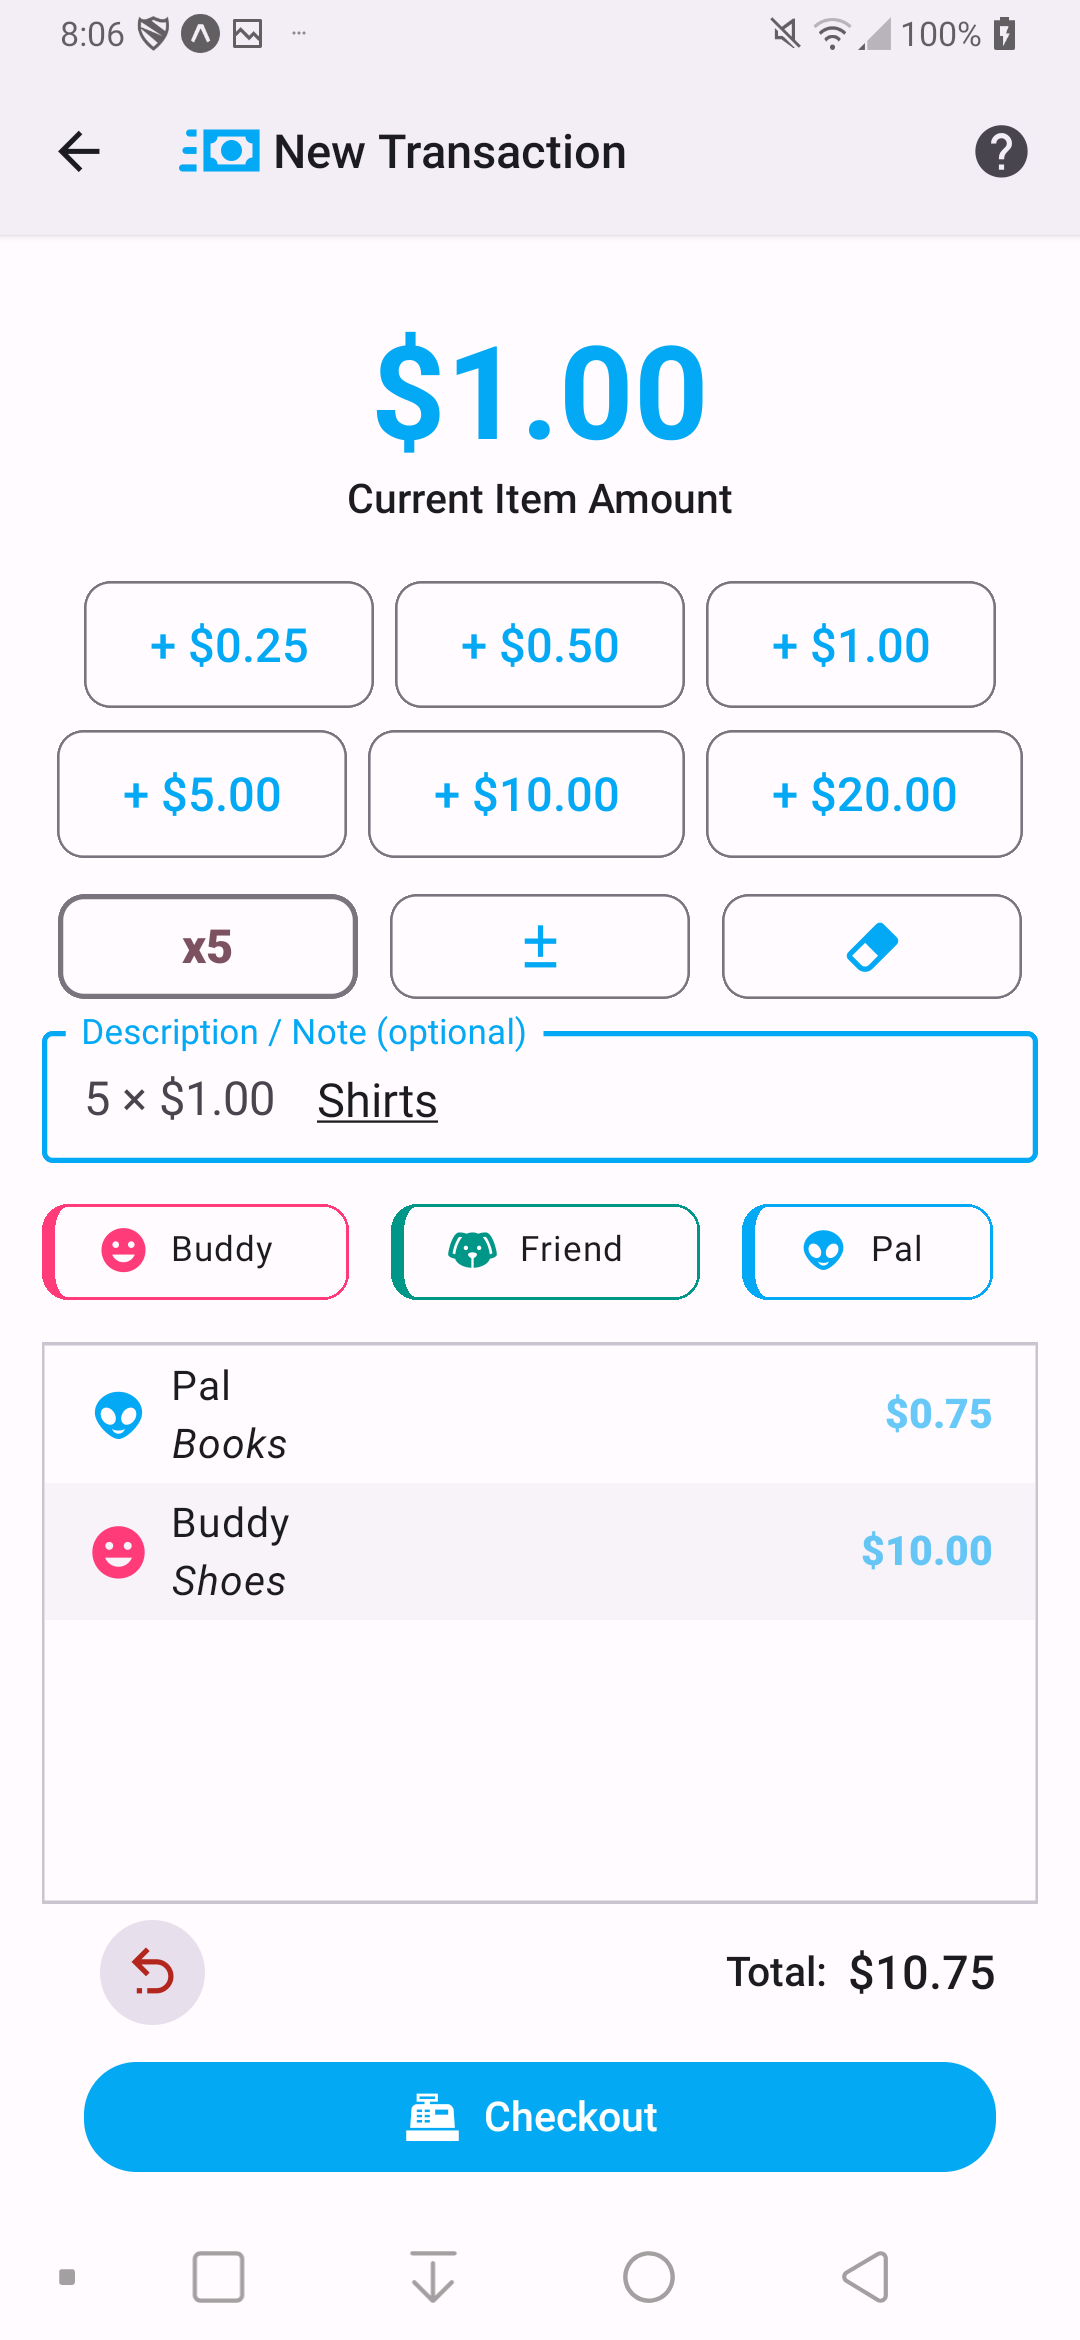 8:06 100%
New Transaction ?
$1.00
Current Item Amount
+ $0.25 + $0.50 + $1.00
+ $5.00 + $10.00 + $20.00
x5 ±
Description / Note (optional)
5 × $1.00 Shirts
Buddy Friend Pal
Pal
Books $0.75
Buddy
Shoes $10.00
Total: $10.75
Checkout